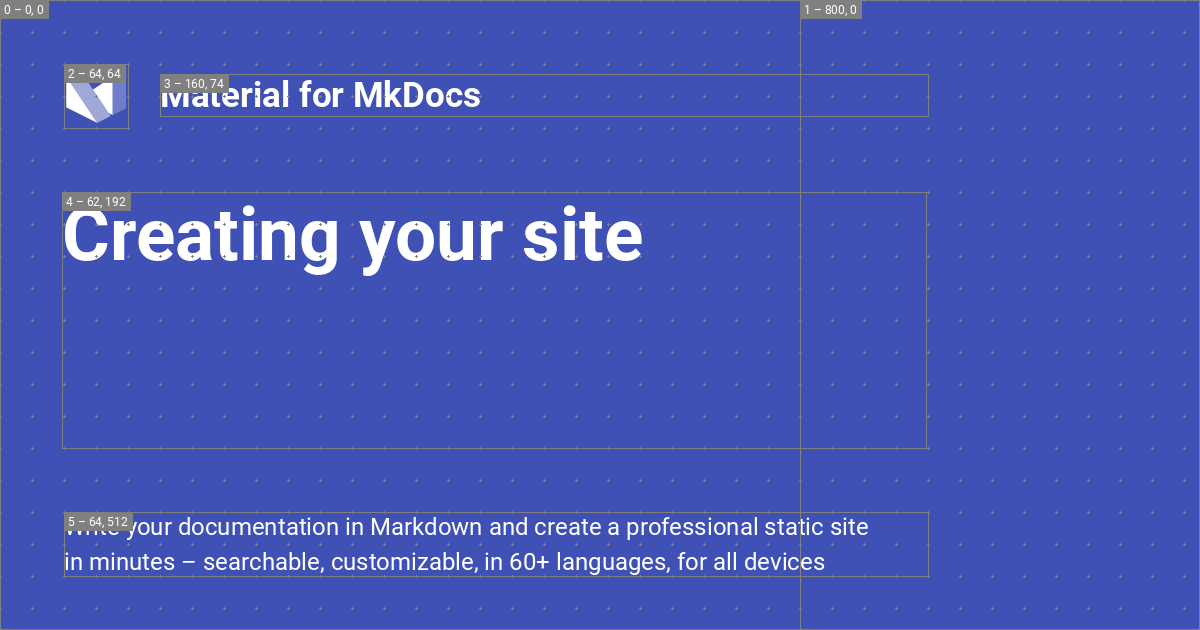 0 – 0, 0
1 – 800, 0
2 – 64, 64
3 – 160, 74
Material for MkDocs
4 – 62, 192
Creating your site
5 – 64, 512
Write your documentation in Markdown and create a professional static site
in minutes – searchable, customizable, in 60+ languages, for all devices